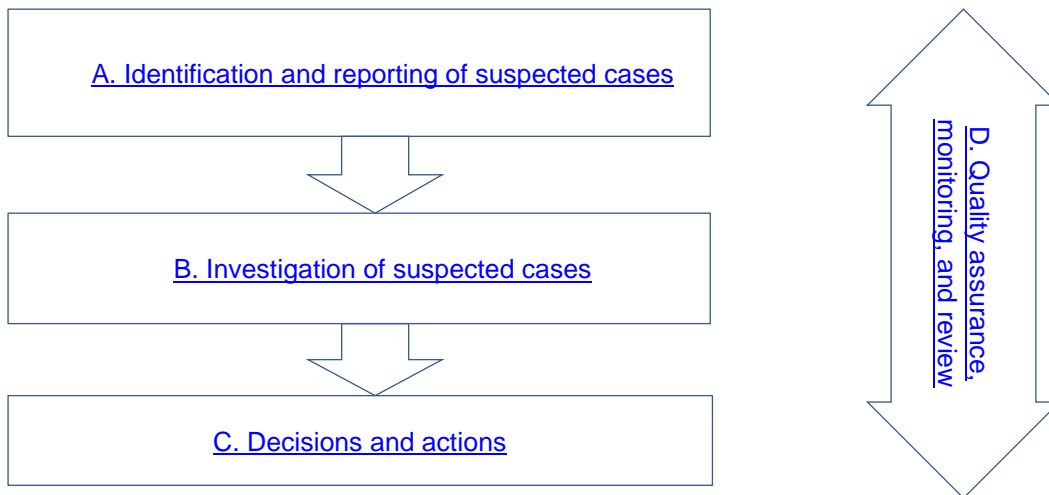 A. Identification and reporting of suspected cases
B. Investigation of suspected cases
C. Decisions and actions
D. Quality assurance,
monitoring, and review